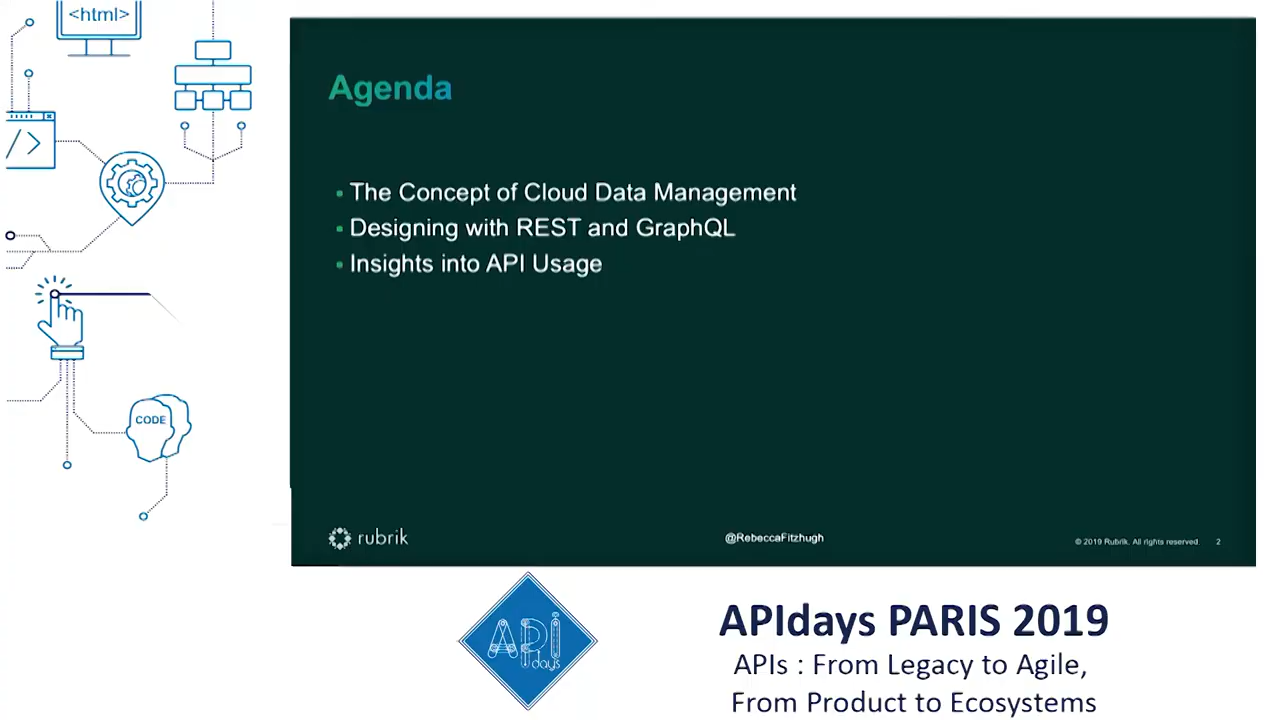 <html>
/>
CODE
Agenda
The Concept of Cloud Data Management
Designing with REST and GraphQL
Insights into API Usage
rubrik
@RebeccaFitzhugh
© 2019 Rubrik. All rights reserved. 2
API
days
APIdays PARIS 2019
APIs : From Legacy to Agile,
From Product to Ecosystems